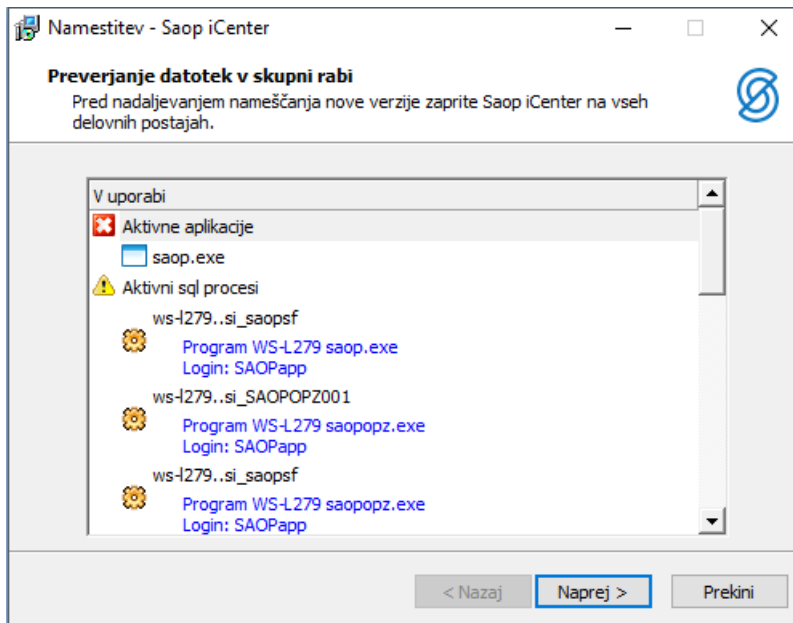 Namestitev - Saop iCenter
Preverjanje datotek v skupni rabi
Pred nadaljevanjem nameščanja nove verzije zaprite Saop iCenter na vseh
delovnih postajah.
V uporabi
Aktivne aplikacije
saop.exe
Aktivni sql procesi
ws-l279..si_saopsf
Program WS-L279 saop.exe
Login: SAOPapp
ws-l279..si_SAOPOPZ001
Program WS-L279 saopopz.exe
Login: SAOPapp
ws-l279..si_saopsf
Program WS-L279 saopopz.exe
Login: SAOPapp
< Nazaj
Naprej >
Prekini